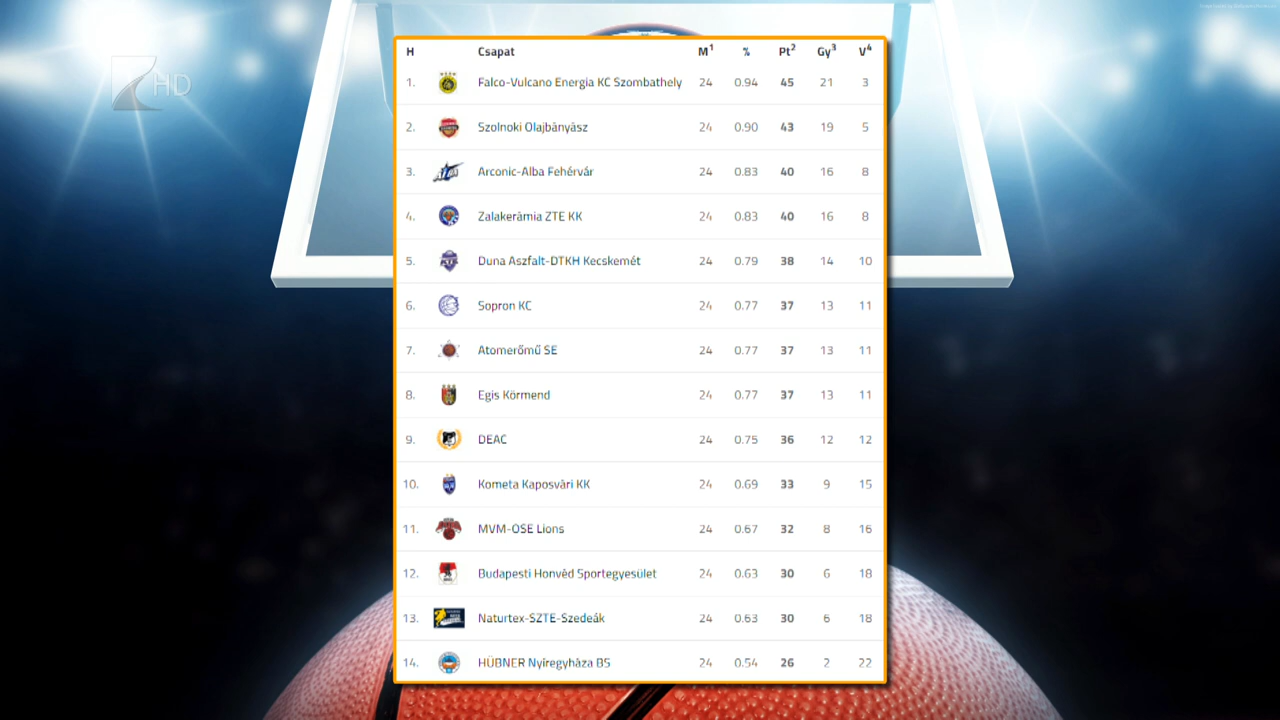 HD
H Csapat M1 % Pt2 Gy3 V4
1. Falco-Vulcano Energia KC Szombathely 24 0.94 45 21 3
2. Szolnoki Olajbányász 24 0.90 43 19 5
3. Arconic-Alba Fehérvár 24 0.83 40 16 8
4. Zalakerámia ZTE KK 24 0.83 40 16 8
5. Duna Aszfalt-DTKH Kecskemét 24 0.79 38 14 10
6. Sopron KC 24 0.77 37 13 11
7. Atomerőmű SE 24 0.77 37 13 11
8. Egis Körmend 24 0.77 37 13 11
9. DEAC 24 0.75 36 12 12
10. Kometa Kaposvári KK 24 0.69 33 9 15
11. MVM-OSE Lions 24 0.67 32 8 16
12. Budapesti Honvéd Sportegyesület 24 0.63 30 6 18
13. Naturtex-SZTE-Szedeák 24 0.63 30 6 18
14. HÜBNER Nyíregyháza BS 24 0.54 26 2 22